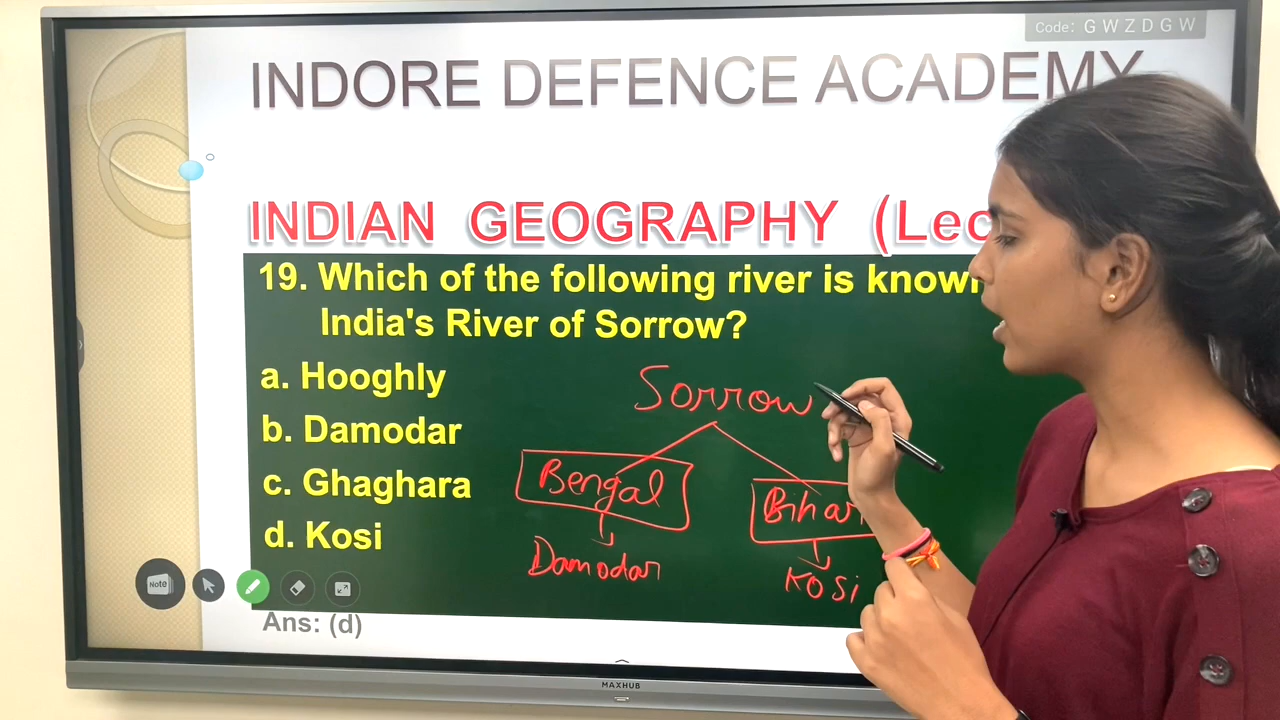 Code: GWZDGW
INDORE DEFENCE ACADEMY
INDIAN GEOGRAPHY (Lec
19. Which of the following river is known
India's River of Sorrow?
a. Hooghly
b. Damodar
c. Ghaghara
d. Kosi
Sorrow
Bengal Bihar
Damodar Kosi
Note
Ans: (d)
MAXHUB